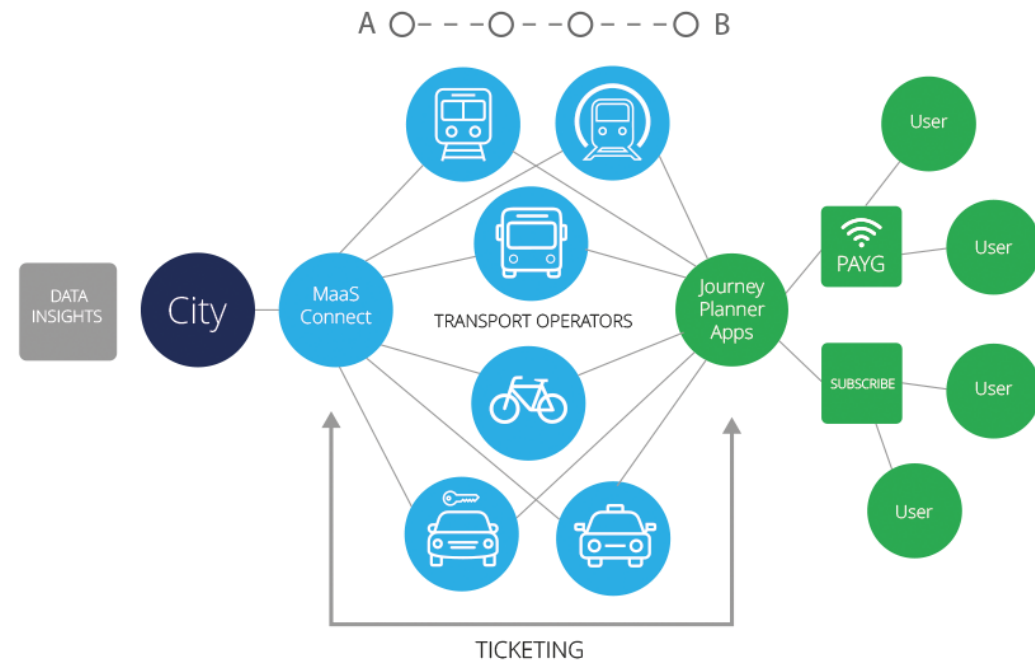 A
B
User
PAYG
User
DATA
INSIGHTS
City
MaaS
Connect
TRANSPORT OPERATORS
Journey
Planner
Apps
SUBSCRIBE
User
User
TICKETING